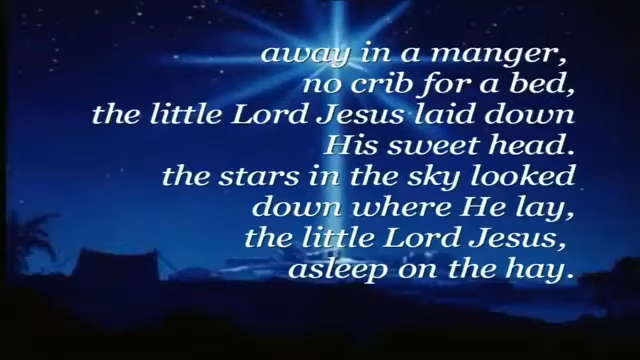 away in a manger,
no crib for a bed,
the little Lord Jesus laid down
His sweet head.
the stars in the sky looked
down where He lay,
the little Lord Jesus,
asleep on the hay.